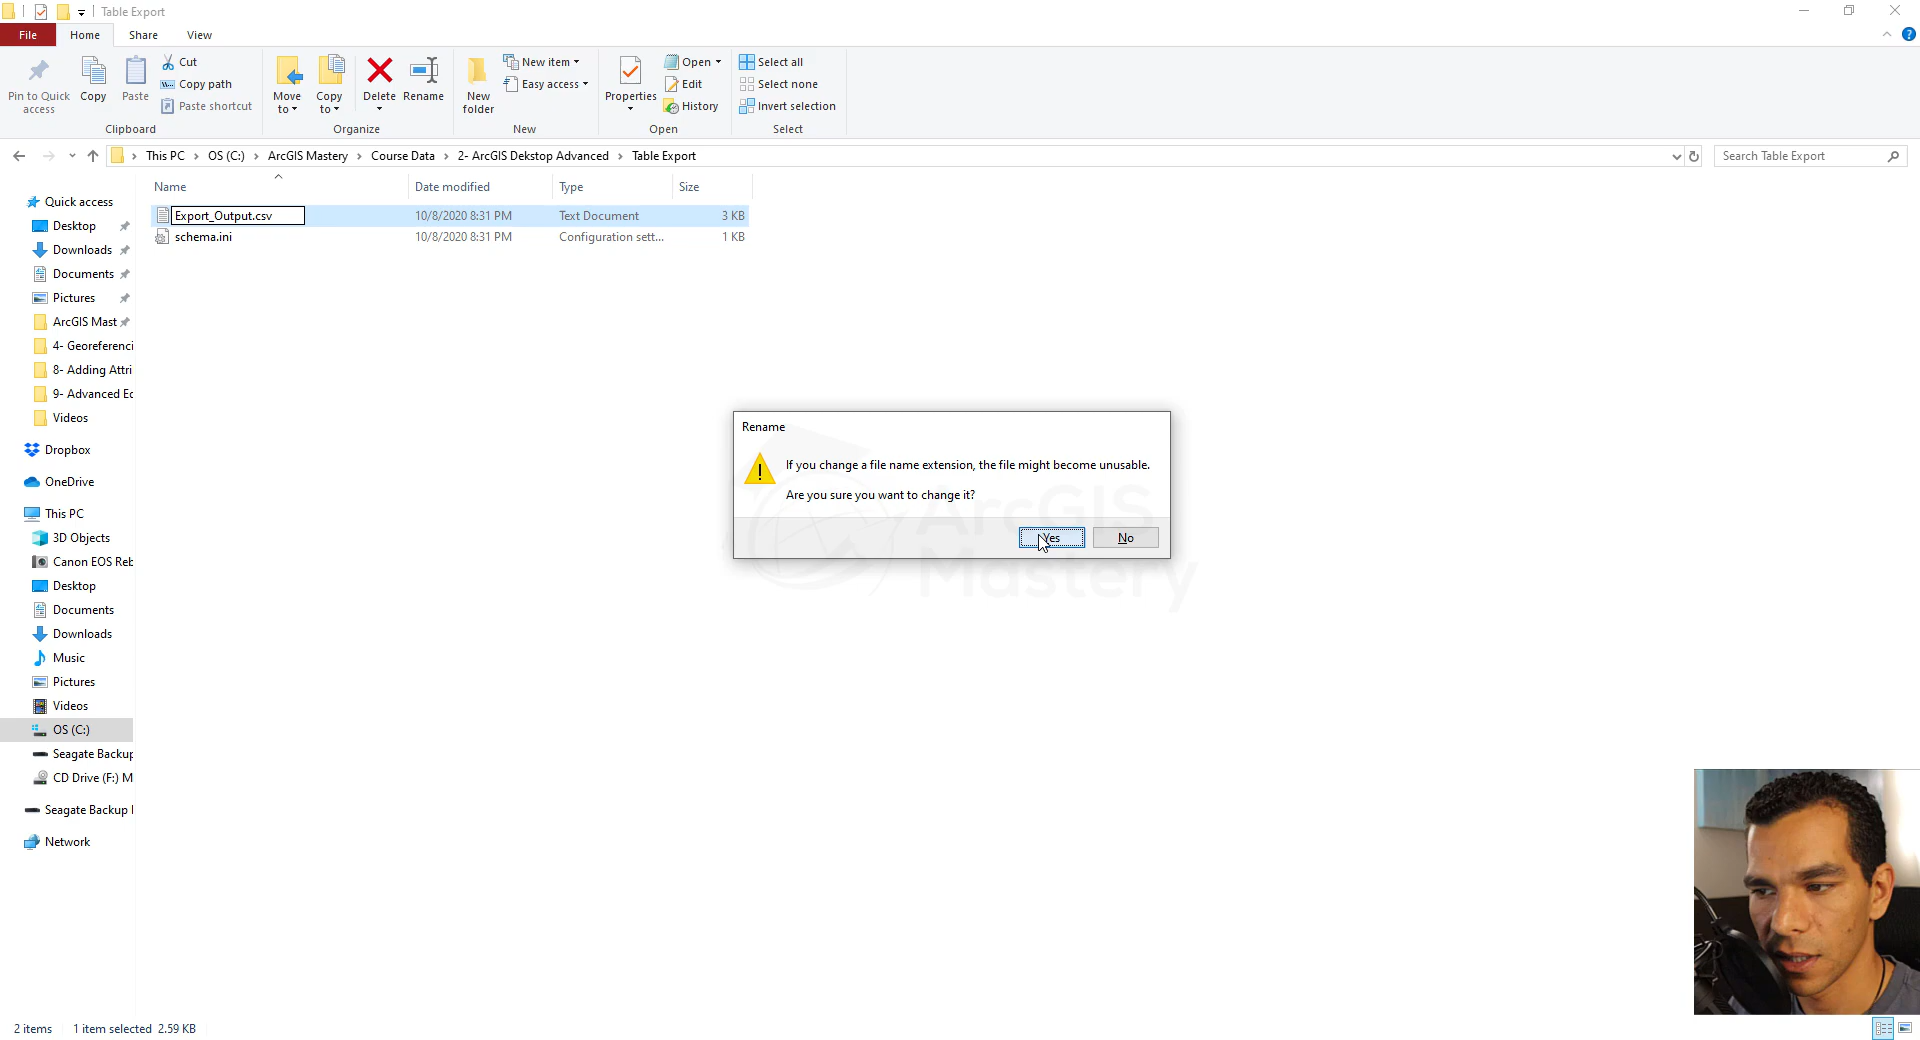 Table Export
File
Home
Share
View
Pin to Quick
access
Copy
Paste
Cut
Copy path
Paste shortcut
Clipboard
Move
to
Copy
to
Delete
Rename
Organize
New
folder
New item
Easy access
New
Properties
Open
Edit
History
Open
Select all
Select none
Invert selection
Select
This PC
OS (C:)
ArcGIS Mastery
Course Data
2- ArcGIS Dekstop Advanced
Table Export
Search Table Export
Name
Date modified
Type
Size
Export_Output.csv
10/8/2020 8:31 PM
Text Document
3 KB
schema.ini
10/8/2020 8:31 PM
Configuration sett...
1 KB
Quick access
Desktop
Downloads
Documents
Pictures
ArcGIS Mast
4- Georeferenci
8- Adding Attri
9- Advanced Ec
Videos
Dropbox
OneDrive
This PC
3D Objects
Canon EOS Reb
Desktop
Documents
Downloads
Music
Pictures
Videos
OS (C:)
Seagate Backup
CD Drive (F:) M
Seagate Backup
Network
Rename
If you change a file name extension, the file might become unusable.
Are you sure you want to change it?
Yes
No
ArcGIS
Mastery
2 items
1 item selected 2.59 KB